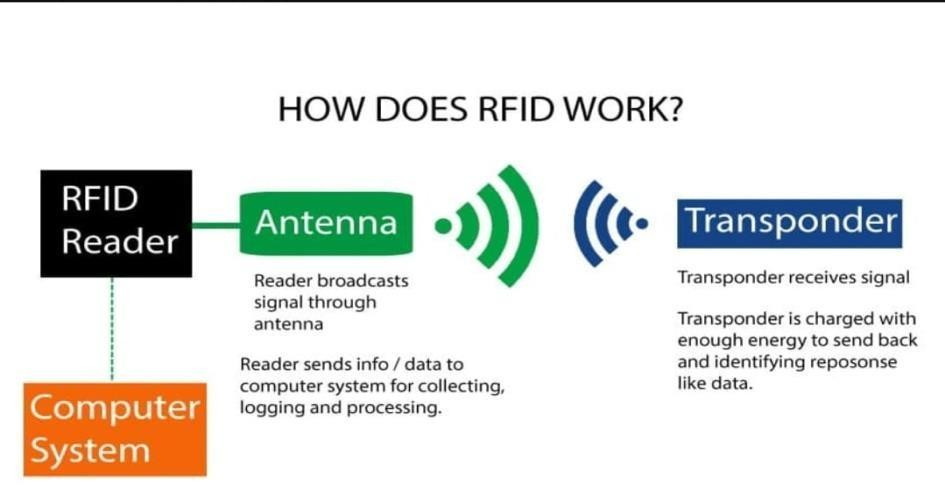 HOW DOES RFID WORK?
RFID
Reader
Antenna
Transponder
Reader broadcasts
signal through
antenna
Reader sends info / data to
computer system for collecting,
logging and processing.
Transponder receives signal
Transponder is charged with
enough energy to send back
and identifying reposonse
like data.
Computer
System